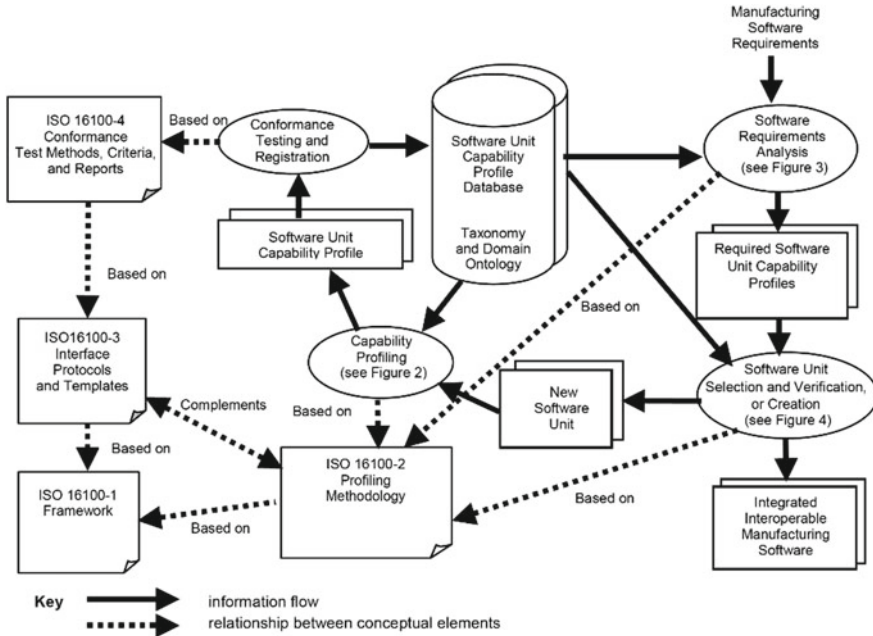 Manufacturing
Software
Requirements
ISO 16100-4
Conformance
Test Methods, Criteria,
and Reports
Based on
Conformance
Testing and
Registration
Software Unit
Capability
Profile
Database
Taxonomy and
Domain
Ontology
Software
Requirements
Analysis
(see Figure 3)
Software Unit
Capability Profile
Required Software
Unit Capability
Profiles
Based on
Based on
ISO16100-3
Interface
Protocols
and Templates
Capability
Profiling
(see Figure 2)
New
Software
Unit
Software Unit
Selection and Verification,
or Creation
(see Figure 4)
Complements
Based on
Based on
ISO 16100-1
Framework
Based on
ISO 16100-2
Profiling
Methodology
Based on
Integrated
Interoperable
Manufacturing
Software
Key
information flow
relationship between conceptual elements